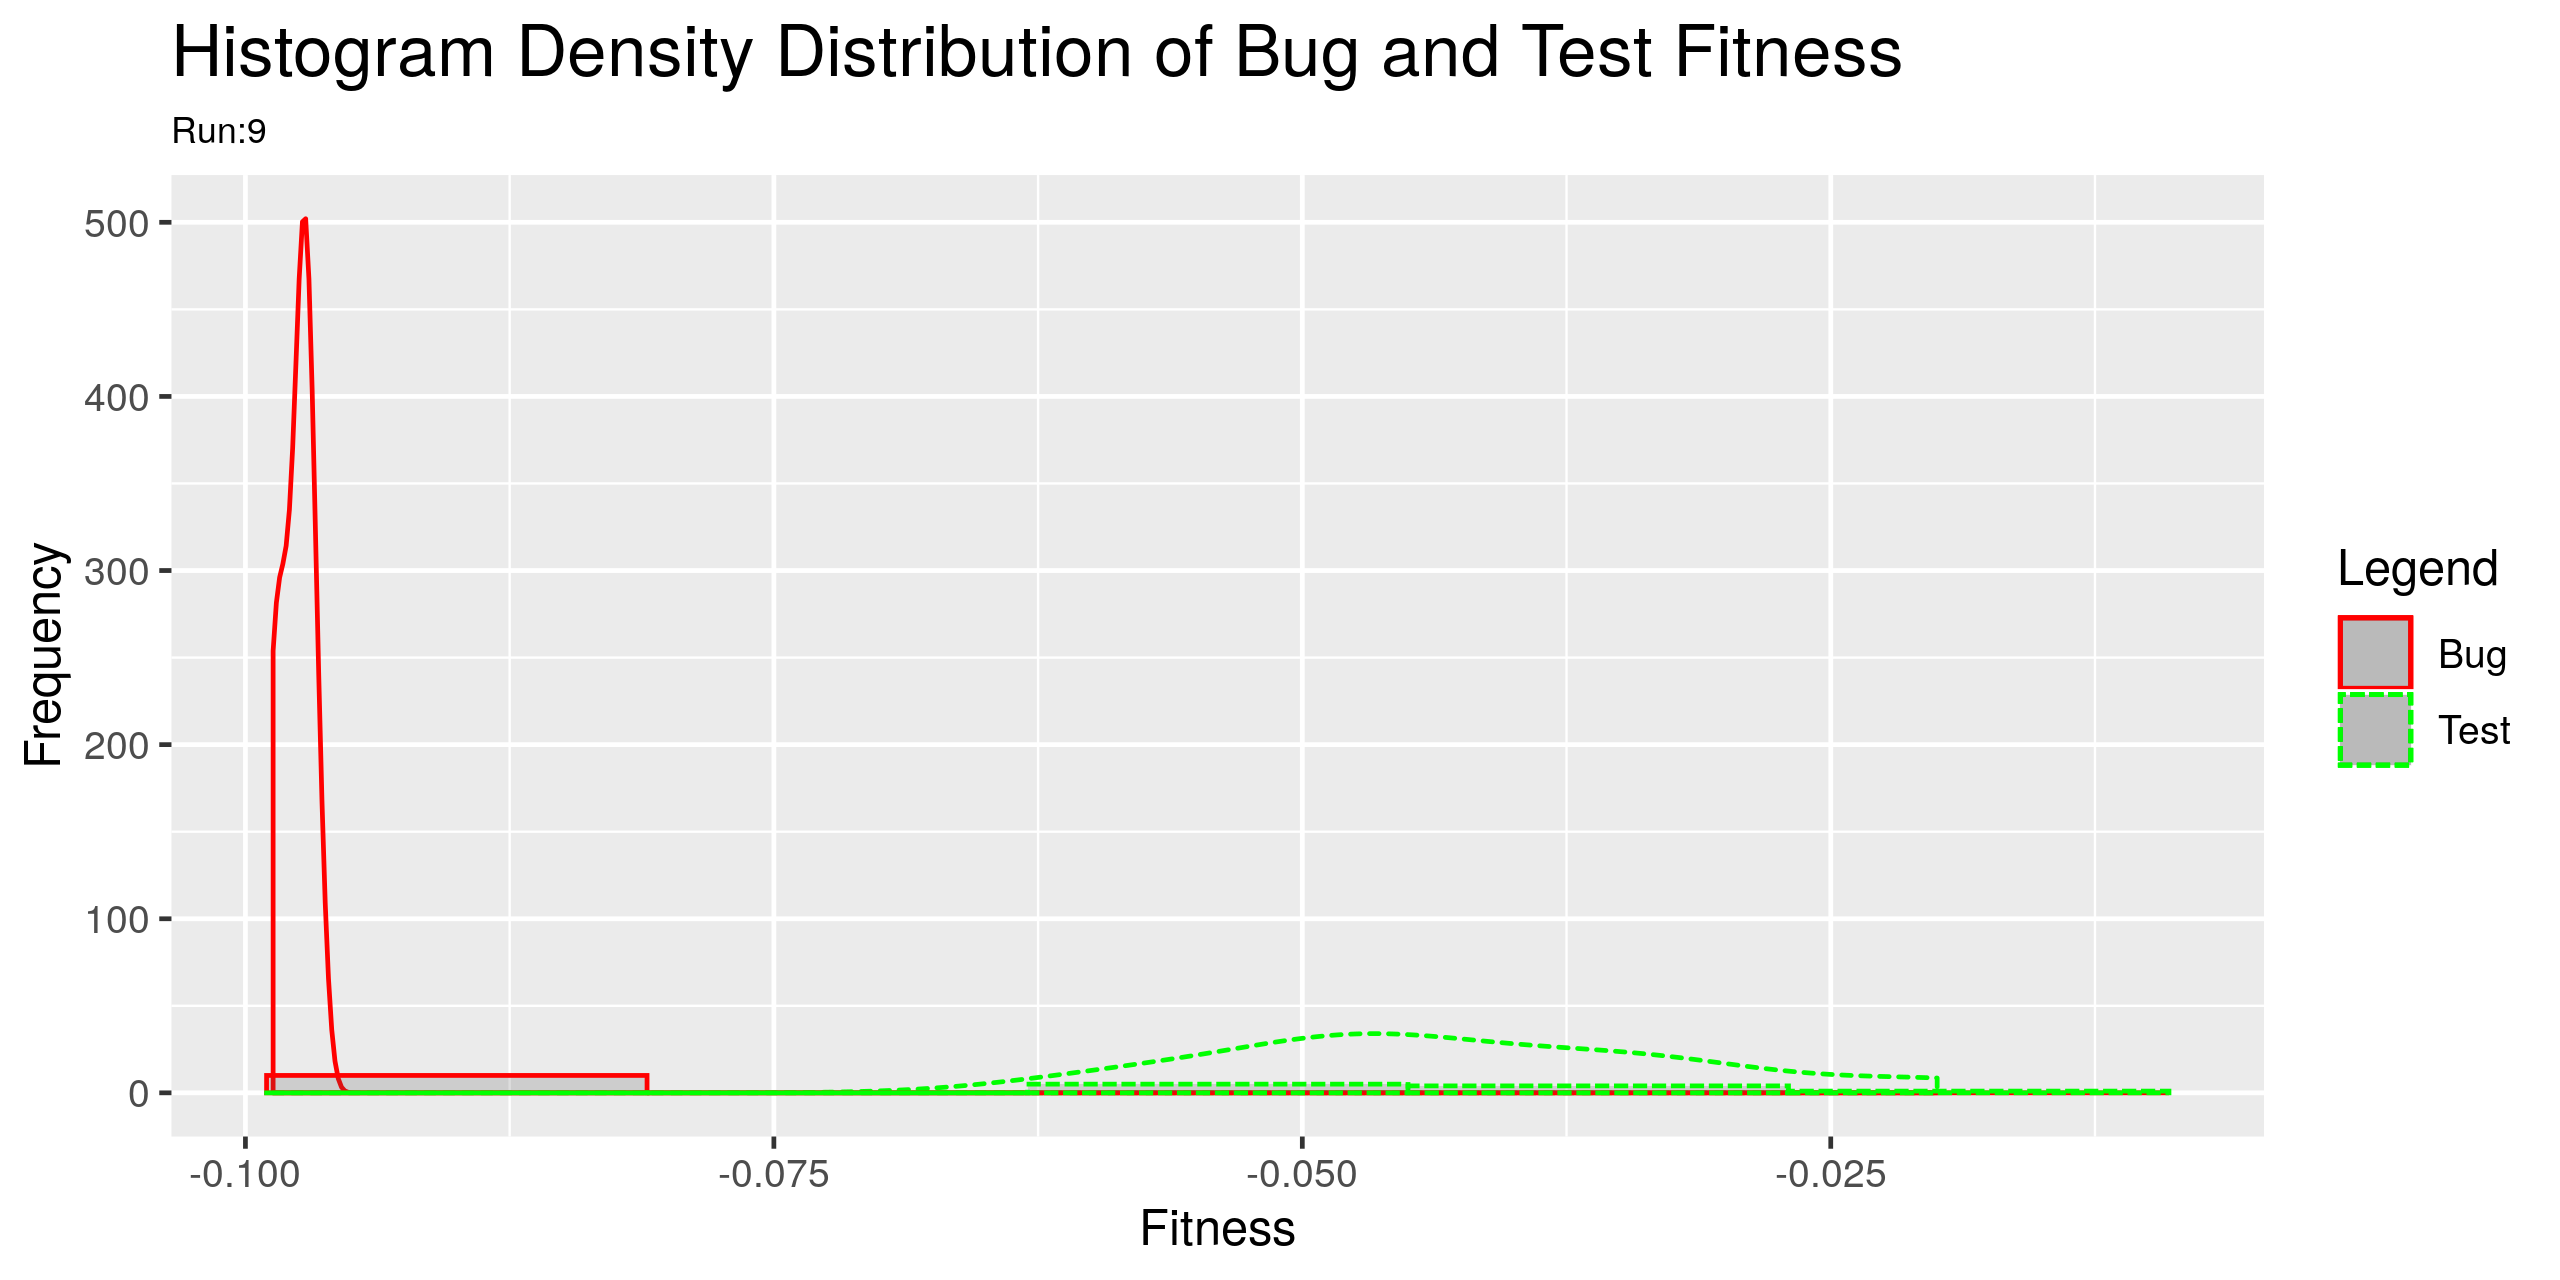 Histogram Density Distribution of Bug and Test Fitness
Run:9
Frequency
500
400
300
200
100
0
-0.100
-0.075
-0.050
-0.025
Fitness
Legend
Bug
Test